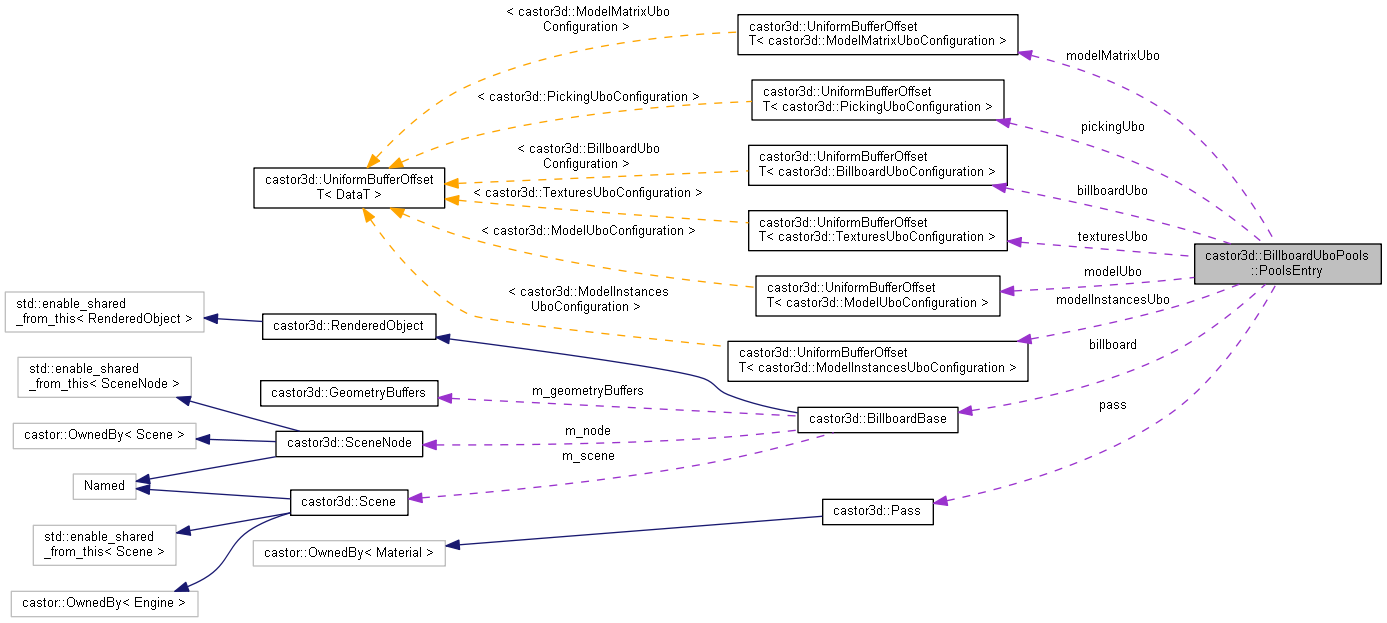 < castor3d::ModelMatrixUbo
Configuration >
castor3d::UniformBufferOffset
T< castor3d::ModelMatrixUboConfiguration >
modelMatrixUbo
< castor3d::PickingUboConfiguration >
castor3d::UniformBufferOffset
T< castor3d::PickingUboConfiguration >
pickingUbo
< castor3d::BillboardUbo
Configuration >
castor3d::UniformBufferOffset
T< castor3d::BillboardUboConfiguration >
billboardUbo
castor3d::UniformBufferOffset
T< DataT >
< castor3d::TexturesUboConfiguration >
castor3d::UniformBufferOffset
T< castor3d::TexturesUboConfiguration >
texturesUbo
< castor3d::ModelUboConfiguration >
castor3d::UniformBufferOffset
T< castor3d::ModelUboConfiguration >
modelUbo
castor3d::BillboardUboPools
::PoolsEntry
< castor3d::ModelInstances
UboConfiguration >
castor3d::UniformBufferOffset
T< castor3d::ModelInstancesUboConfiguration >
modelInstancesUbo
std::enable_shared
_from_this< RenderedObject >
castor3d::RenderedObject
billboard
std::enable_shared
_from_this< SceneNode >
castor3d::GeometryBuffers
m_geometryBuffers
castor3d::BillboardBase
pass
castor::OwnedBy< Scene >
castor3d::SceneNode
m_node
m_scene
Named
castor3d::Scene
castor3d::Pass
std::enable_shared
_from_this< Scene >
castor::OwnedBy< Material >
castor::OwnedBy< Engine >